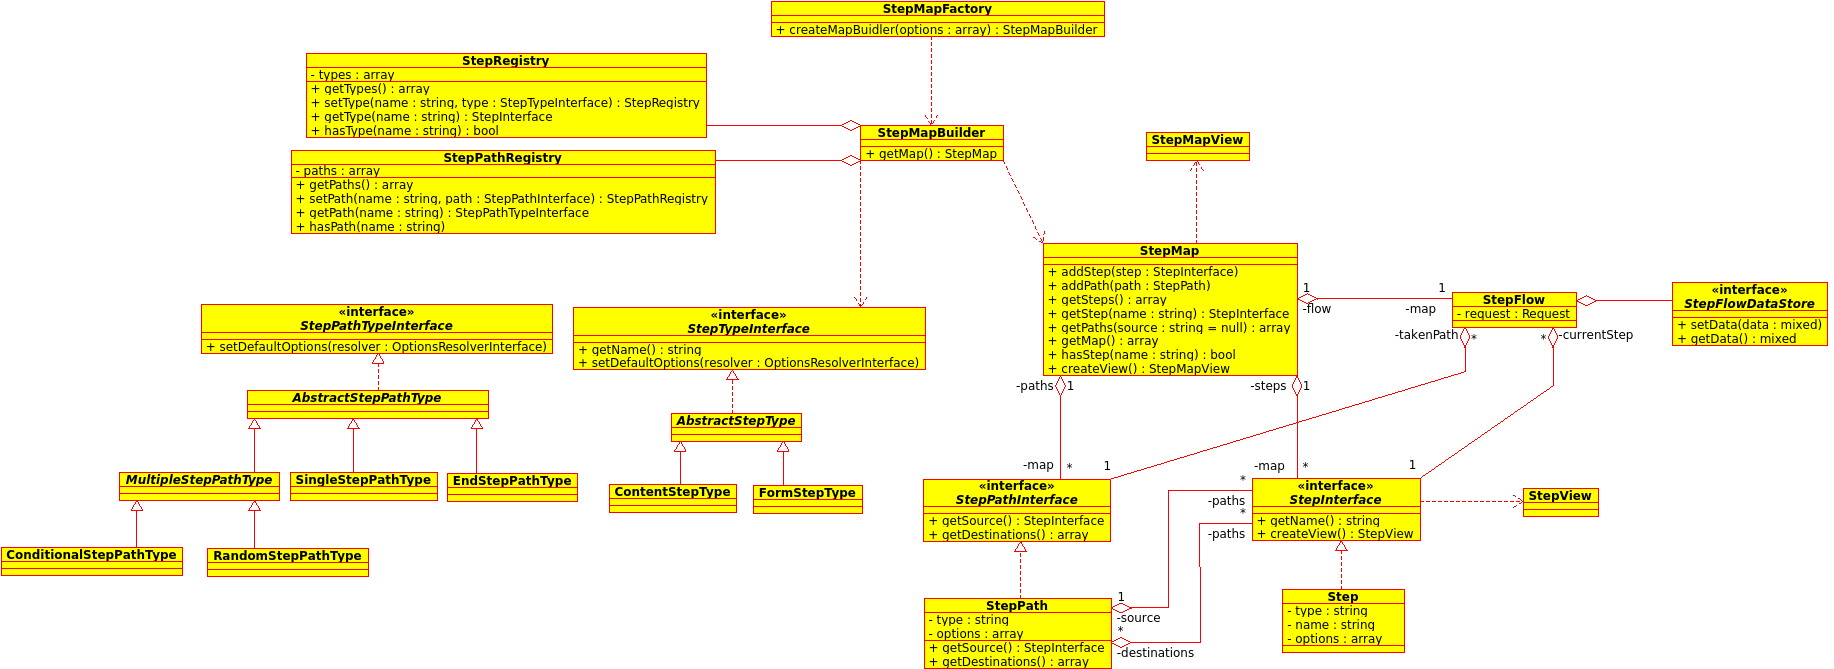 StepMapFactory
+ createMapBuidler(options : array) : StepMapBuilder
StepRegistry
- types : array
+ getTypes() : array
+ setType(name : string, type : StepTypeInterface) : StepRegistry
+ getType(name : string) : StepInterface
+ hasType(name : string) : bool
StepMapBuilder
+ getMap() : StepMap
StepMapView
StepPathRegistry
- paths : array
+ getPaths() : array
+ setPath(name : string, path : StepPathInterface) : StepPathRegistry
+ getPath(name : string) : StepPathTypeInterface
+ hasPath(name : string)
StepMap
+ addStep(step : StepInterface)
+ addPath(path : StepPath)
+ getSteps() : array
+ getStep(name : string) : StepInterface
+ getPaths(source : string = null) : array
+ getMap() : array
+ hasStep(name : string) : bool
+ createView() : StepMapView
1
-flow
1
-map
StepFlow
- request : Request
«interface»
StepFlowDataStore
+ setData(data : mixed)
+ getData() : mixed
-takenPath
*
*
-currentStep
«interface»
StepPathTypeInterface
+ setDefaultOptions(resolver : OptionsResolverInterface)
«interface»
StepTypeInterface
+ getName() : string
+ setDefaultOptions(resolver : OptionsResolverInterface)
-paths
1
-steps
1
AbstractStepPathType
AbstractStepType
MultipleStepPathType
SingleStepPathType
EndStepPathType
ContentStepType
FormStepType
ConditionalStepPathType
RandomStepPathType
-map
*
1
-map
*
1
«interface»
StepPathInterface
+ getSource() : StepInterface
+ getDestinations() : array
*
-paths
*
-paths
«interface»
StepInterface
+ getName() : string
+ createView() : StepView
StepView
StepPath
- type : string
- options : array
+ getSource() : StepInterface
+ getDestinations() : array
1
-source
*
-destinations
Step
- type : string
- name : string
- options : array